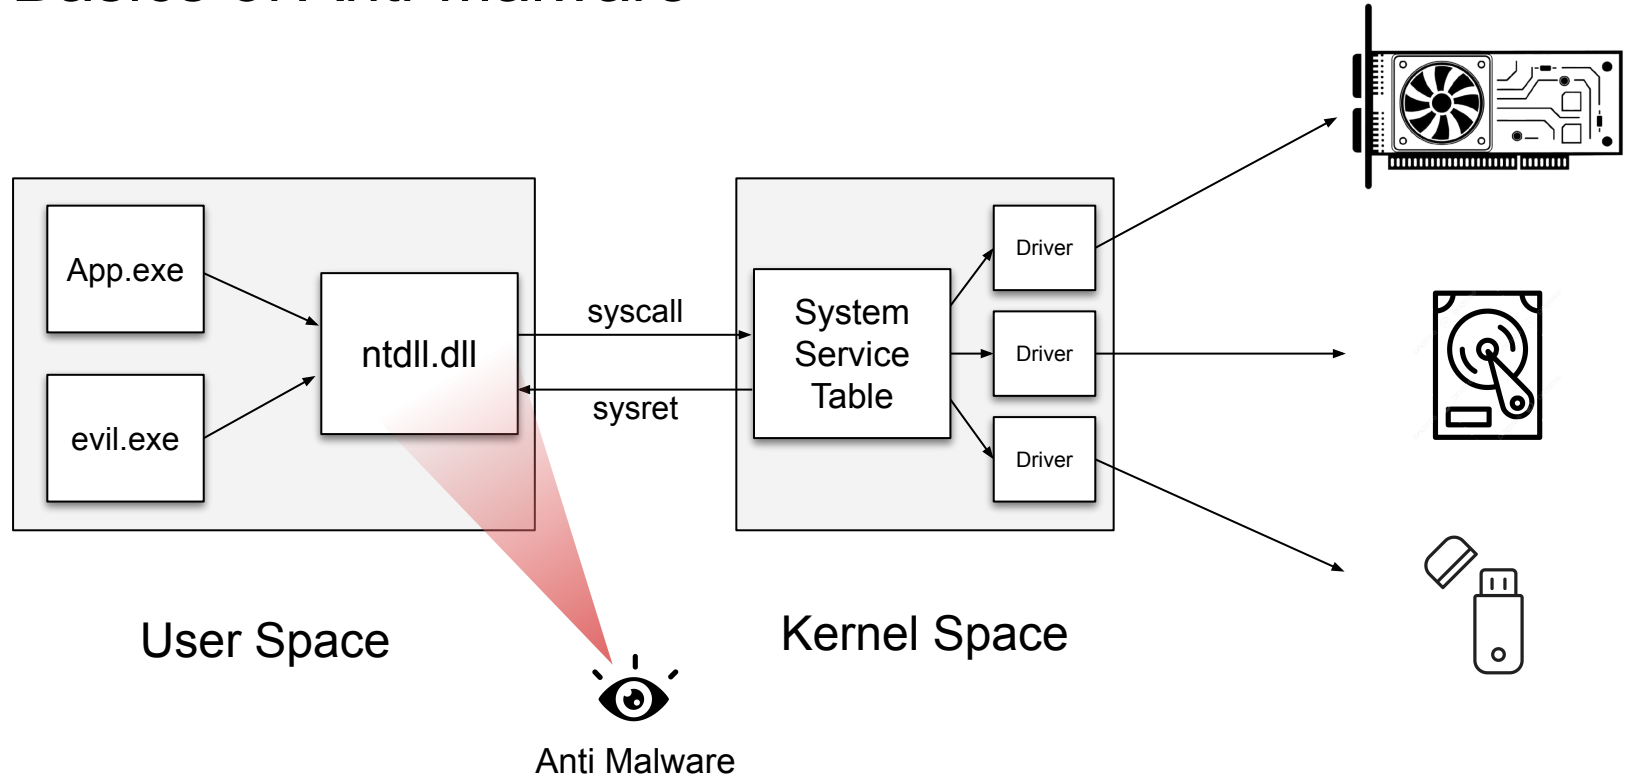 App.exe
evil.exe
ntdll.dll
syscall
sysret
System
Service
Table
Driver
Driver
Driver
User Space
Kernel Space
Anti Malware